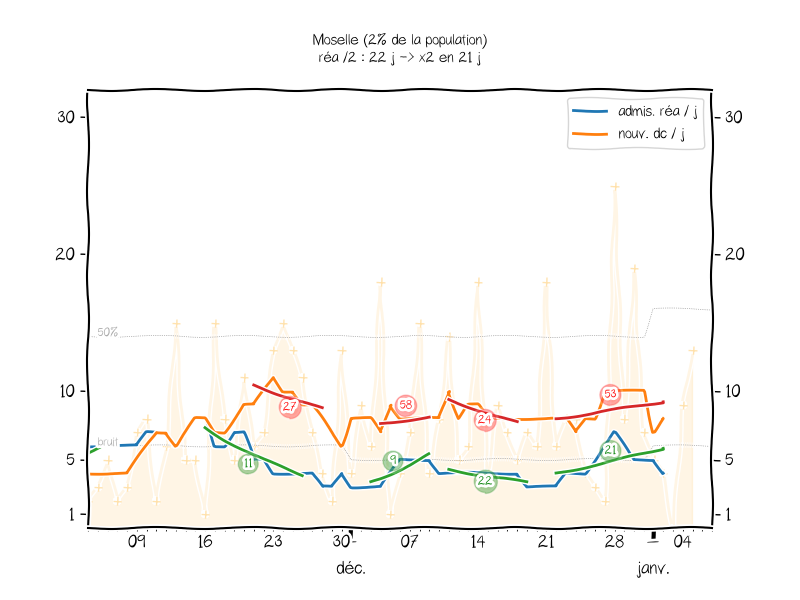 Moselle (2% de la population)
réa /2 : 22 j -> x2 en 21 j
admis. réa / j
nouv. dc / j
30 30
20 20
50%
10 10
53
58
27
24
bruit
21
11
9
22
5 5
1 1
09 16 23 30 07 14 21 28 04
déc. janv.